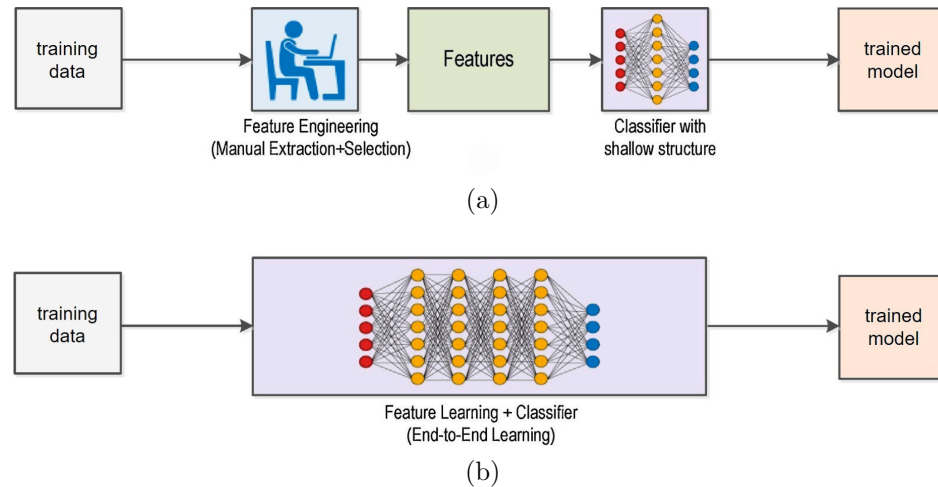 training
data
Features
trained
model
Feature Engineering
(Manual Extraction+Selection)
Classifier with
shallow structure
(a)
training
data
trained
model
Feature Learning + Classifier
(End-to-End Learning)
(b)